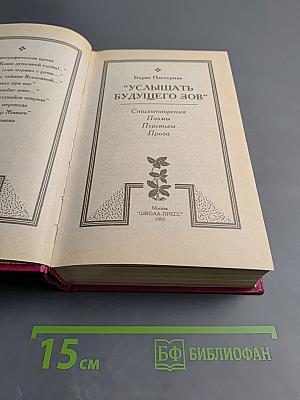 Борис Пастернак
"УСЛЫШАТЬ
БУДУЩЕГО ЗОВ"
Стихотворения
Поэмы
Переводы
Проза
Москва
"ШКОЛА-ПРЕСС"
1995
15 см
БФ БИБЛИОФАН